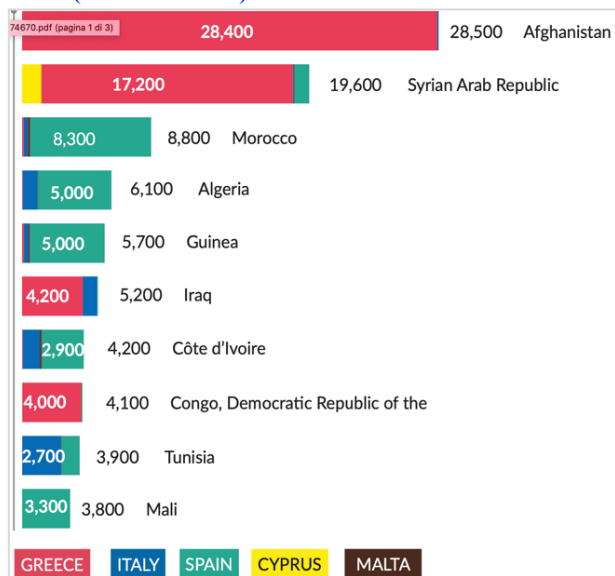 74670.pdf (pagina 1 di 3)
28,400 28,500 Afghanistan
17,200 19,600 Syrian Arab Republic
8,300 8,800 Morocco
5,000 6,100 Algeria
5,000 5,700 Guinea
4,200 5,200 Iraq
2,900 4,200 Côte d’Ivoire
4,000 4,100 Congo, Democratic Republic of the
2,700 3,900 Tunisia
3,300 3,800 Mali
GREECE ITALY SPAIN CYPRUS MALTA